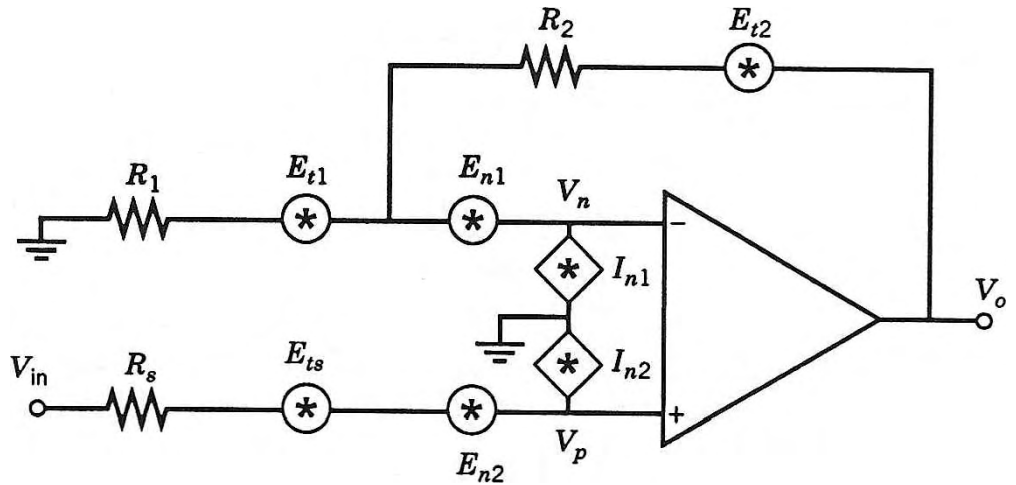 R2
Et2
R1
Et1
En1
Vn
−
In1
Vo
In2
Vin
Rs
Ets
En2
Vp
+